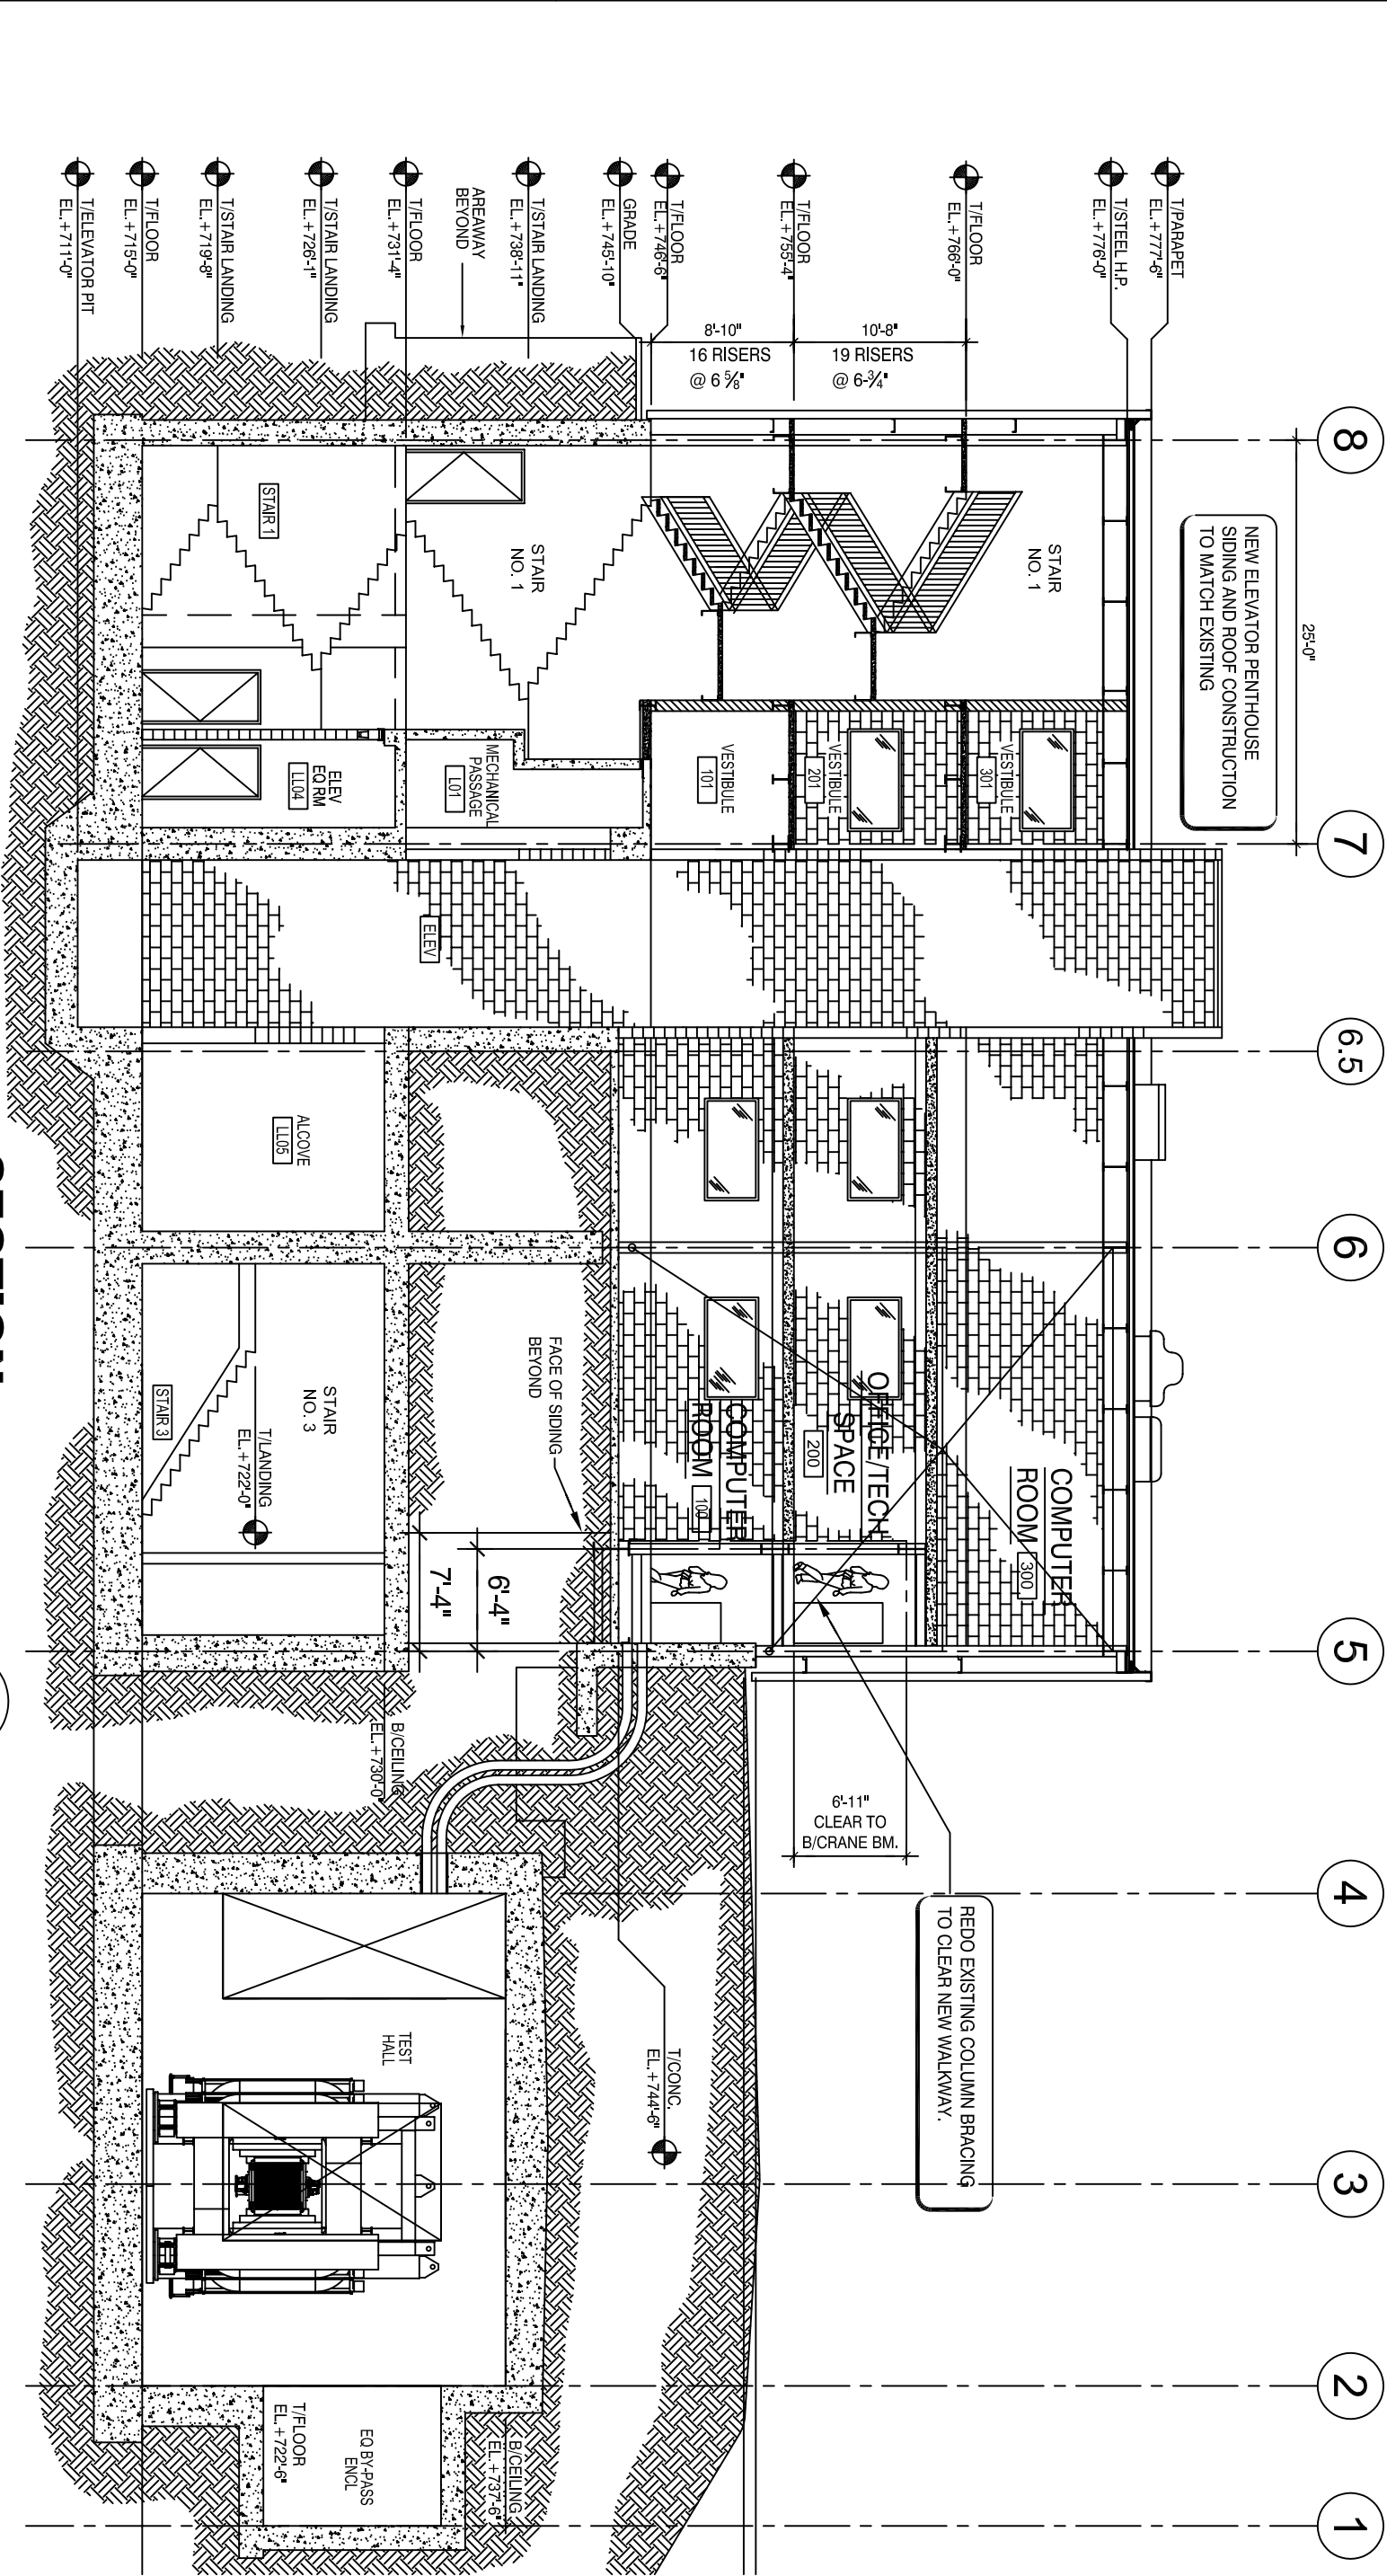 8
7
6.5
6
5
4
3
2
1
25'-0"
NEW ELEVATOR PENTHOUSE
SIDING AND ROOF CONSTRUCTION
TO MATCH EXISTING
T/PARAPET
EL.+777'-6"
T/STEEL H.P.
EL.+776'-0"
T/FLOOR
EL.+766'-0"
T/FLOOR
EL.+755'-4"
T/FLOOR
EL.+746'-6"
GRADE
EL.+745'-10"
T/STAIR LANDING
EL.+738'-11"
AREAWAY
BEYOND
T/FLOOR
EL.+731'-4"
T/STAIR LANDING
EL.+726'-1"
T/STAIR LANDING
EL.+719'-8"
T/FLOOR
EL.+715'-0"
T/ELEVATOR PIT
EL.+711'-0"
10'-8"
19 RISERS
@ 6-3/4"
8'-10"
16 RISERS
@ 6 5/8"
STAIR
NO. 1
STAIR
NO. 1
STAIR 1
VESTIBULE
301
VESTIBULE
201
VESTIBULE
101
MECHANICAL
PASSAGE
L01
ELEV
EQ RM
LL04
ELEV
ALCOVE
LL05
COMPUTER
ROOM 300
OFFICE/TECH
SPACE
200
COMPUTER
ROOM 100
FACE OF SIDING
BEYOND
STAIR
NO. 3
T/LANDING
EL.+722'-0"
STAIR 3
6'-4"
7'-4"
REDO EXISTING COLUMN BRACING
TO CLEAR NEW WALKWAY.
6'-11"
CLEAR TO
B/CRANE BM.
B/CEILING
EL.+730'-0"
T/CONC.
EL.+744'-6"
TEST
HALL
B/CEILING
EL.+737'-6"
EQ BY-PASS
ENCL
T/FLOOR
EL.+722'-6"
SECTION